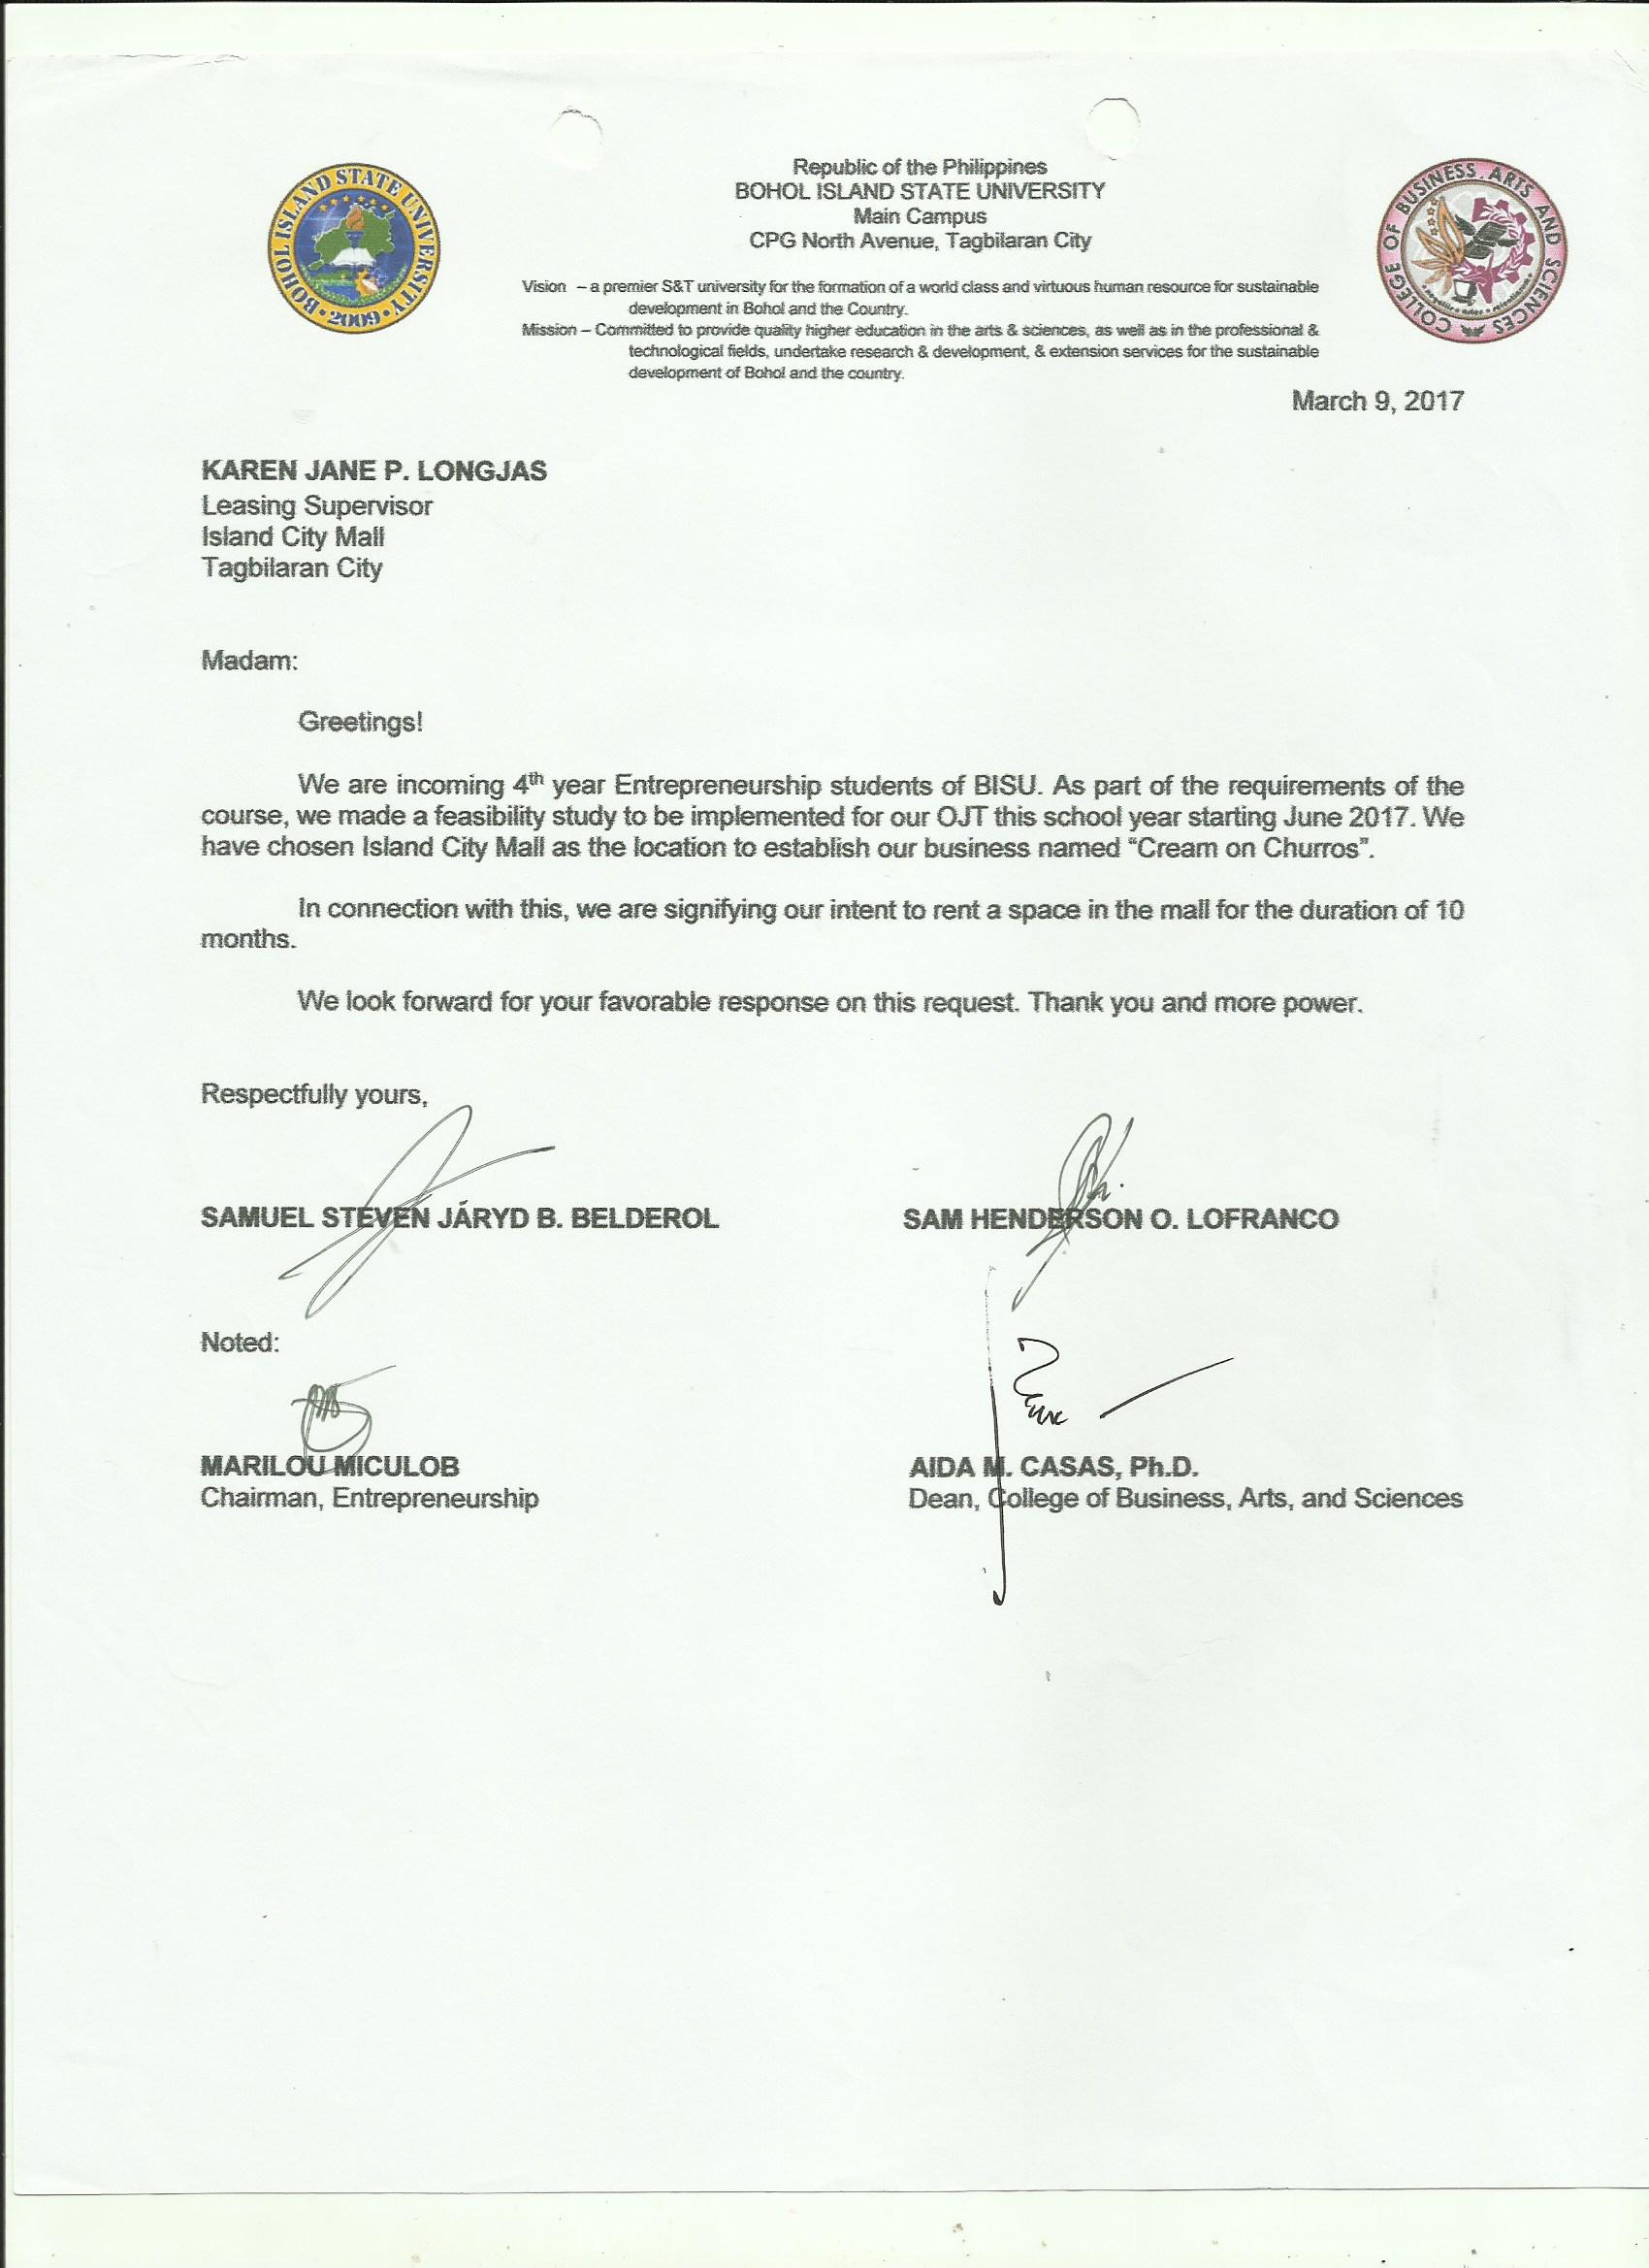 Republic of the Philippines
BOHOL ISLAND STATE UNIVERSITY
Main Campus
CPG North Avenue, Tagbilaran City
BOHOL ISLAND STATE UNIVERSITY
• 2009 •
COLLEGE OF BUSINESS, ARTS AND SCIENCES
Vision – a premier S&T university for the formation of a world class and virtuous human resource for sustainable
development in Bohol and the Country.
Mission – Committed to provide quality higher education in the arts & sciences, as well as in the professional &
technological fields, undertake research & development, & extension services for the sustainable
development of Bohol and the country.
March 9, 2017
KAREN JANE P. LONGJAS
Leasing Supervisor
Island City Mall
Tagbilaran City
Madam:
Greetings!
We are incoming 4th year Entrepreneurship students of BISU. As part of the requirements of the
course, we made a feasibility study to be implemented for our OJT this school year starting June 2017. We
have chosen Island City Mall as the location to establish our business named “Cream on Churros”.
In connection with this, we are signifying our intent to rent a space in the mall for the duration of 10
months.
We look forward for your favorable response on this request. Thank you and more power.
Respectfully yours,
SAMUEL STEVEN JARYD B. BELDEROL
SAM HENDERSON O. LOFRANCO
Noted:
MARILOU MICULOB
Chairman, Entrepreneurship
AIDA M. CASAS, Ph.D.
Dean, College of Business, Arts, and Sciences